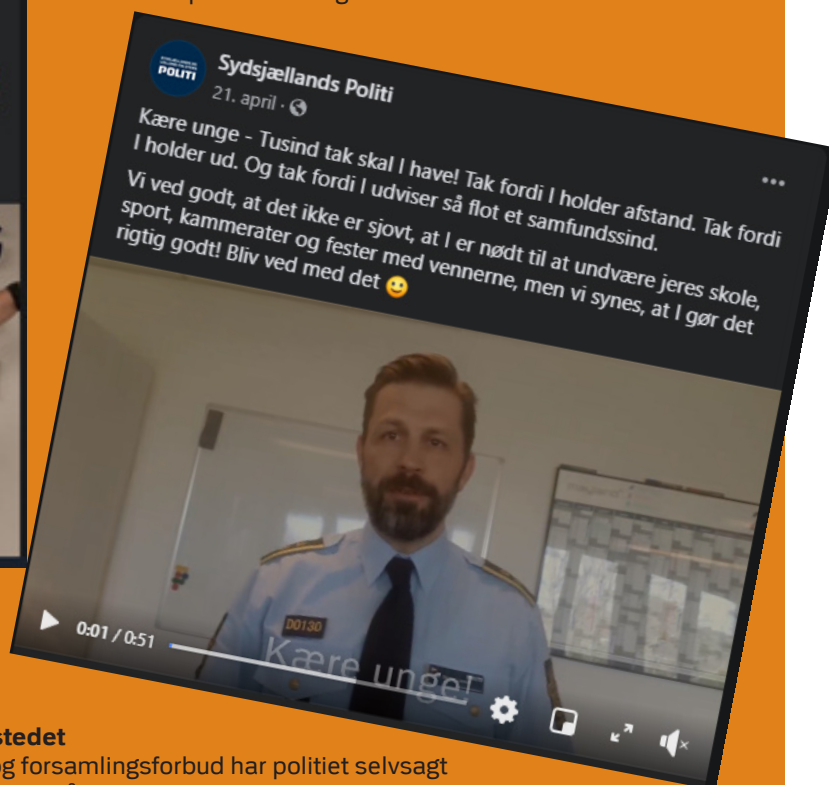 POLITI
Sydsjællands Politi
21. april ·
Kære unge - Tusind tak skal I have! Tak fordi I holder afstand. Tak fordi
I holder ud. Og tak fordi I udviser så flot et samfundssind.
Vi ved godt, at det ikke er sjovt, at I er nødt til at undvære jeres skole,
sport, kammerater og fester med vennerne, men vi synes, at I gør det
rigtig godt! Bliv ved med det 🙂
DO130
Kære unge!
0:01 / 0:51
stedet
og forsamlingsforbud har politiet selvsagt